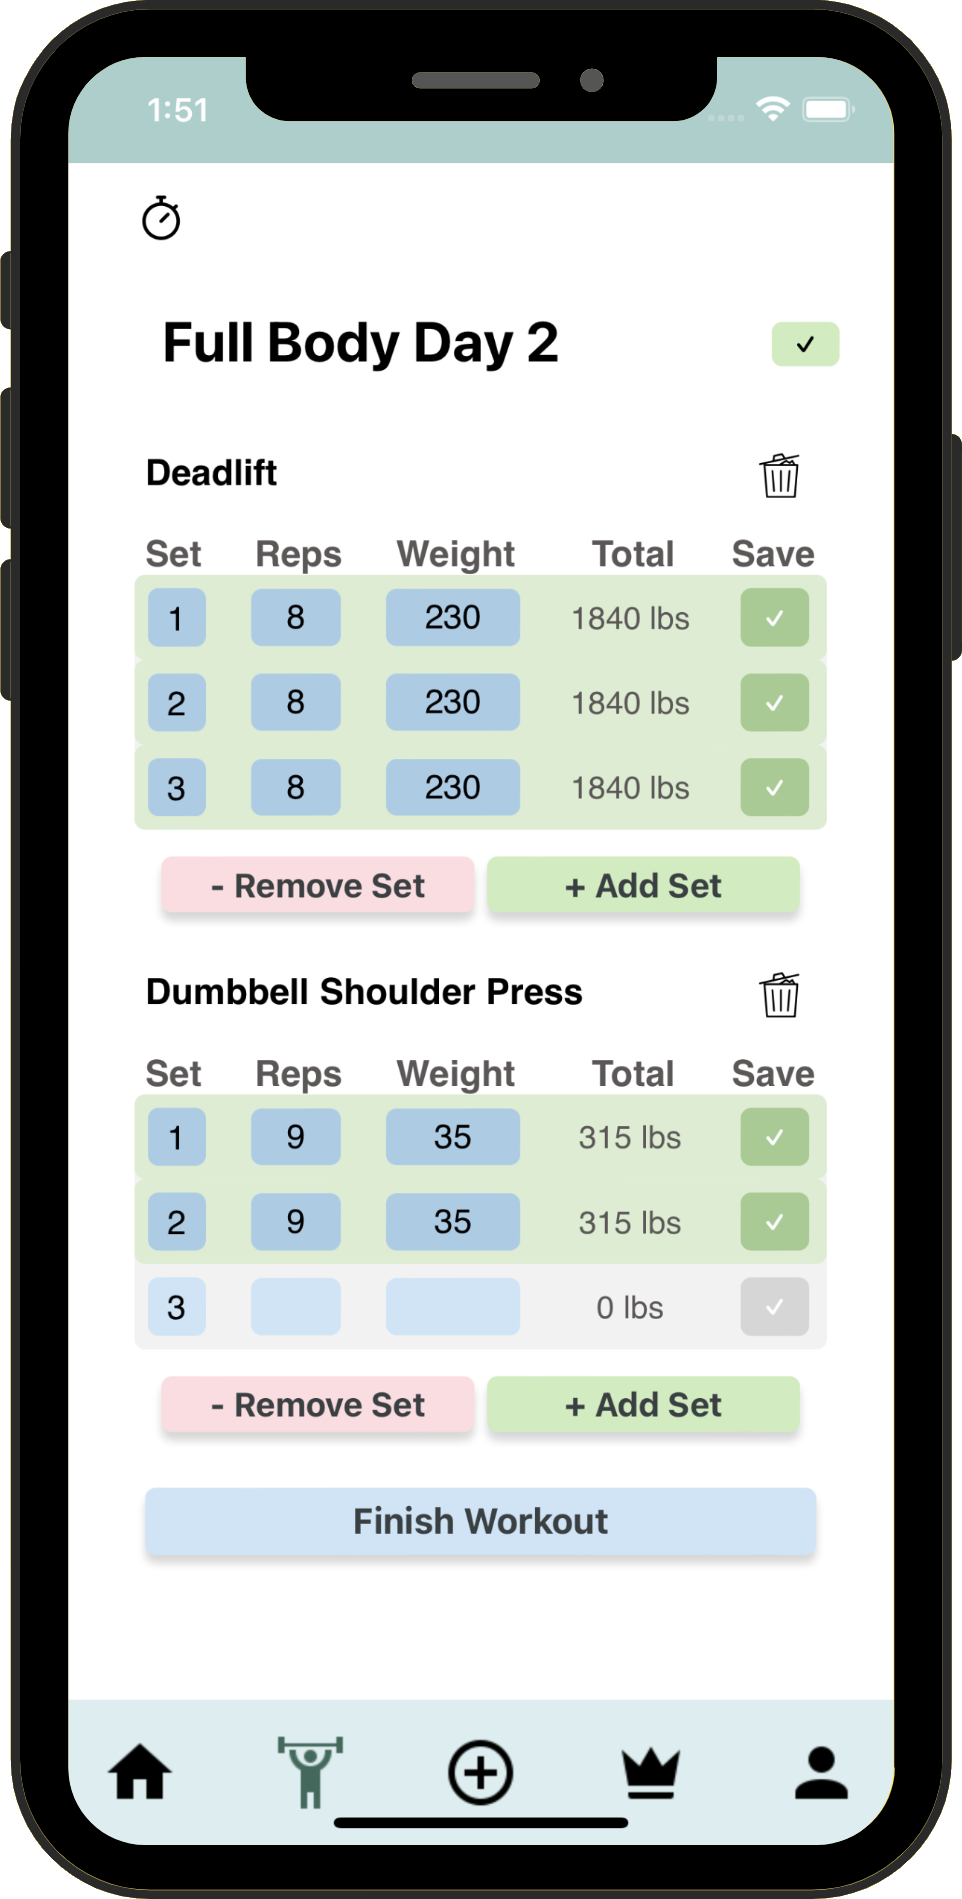 1:51
Full Body Day 2
Deadlift
Set Reps Weight Total Save
1 8 230 1840 lbs
2 8 230 1840 lbs
3 8 230 1840 lbs
- Remove Set + Add Set
Dumbbell Shoulder Press
Set Reps Weight Total Save
1 9 35 315 lbs
2 9 35 315 lbs
3 0 lbs
- Remove Set + Add Set
Finish Workout